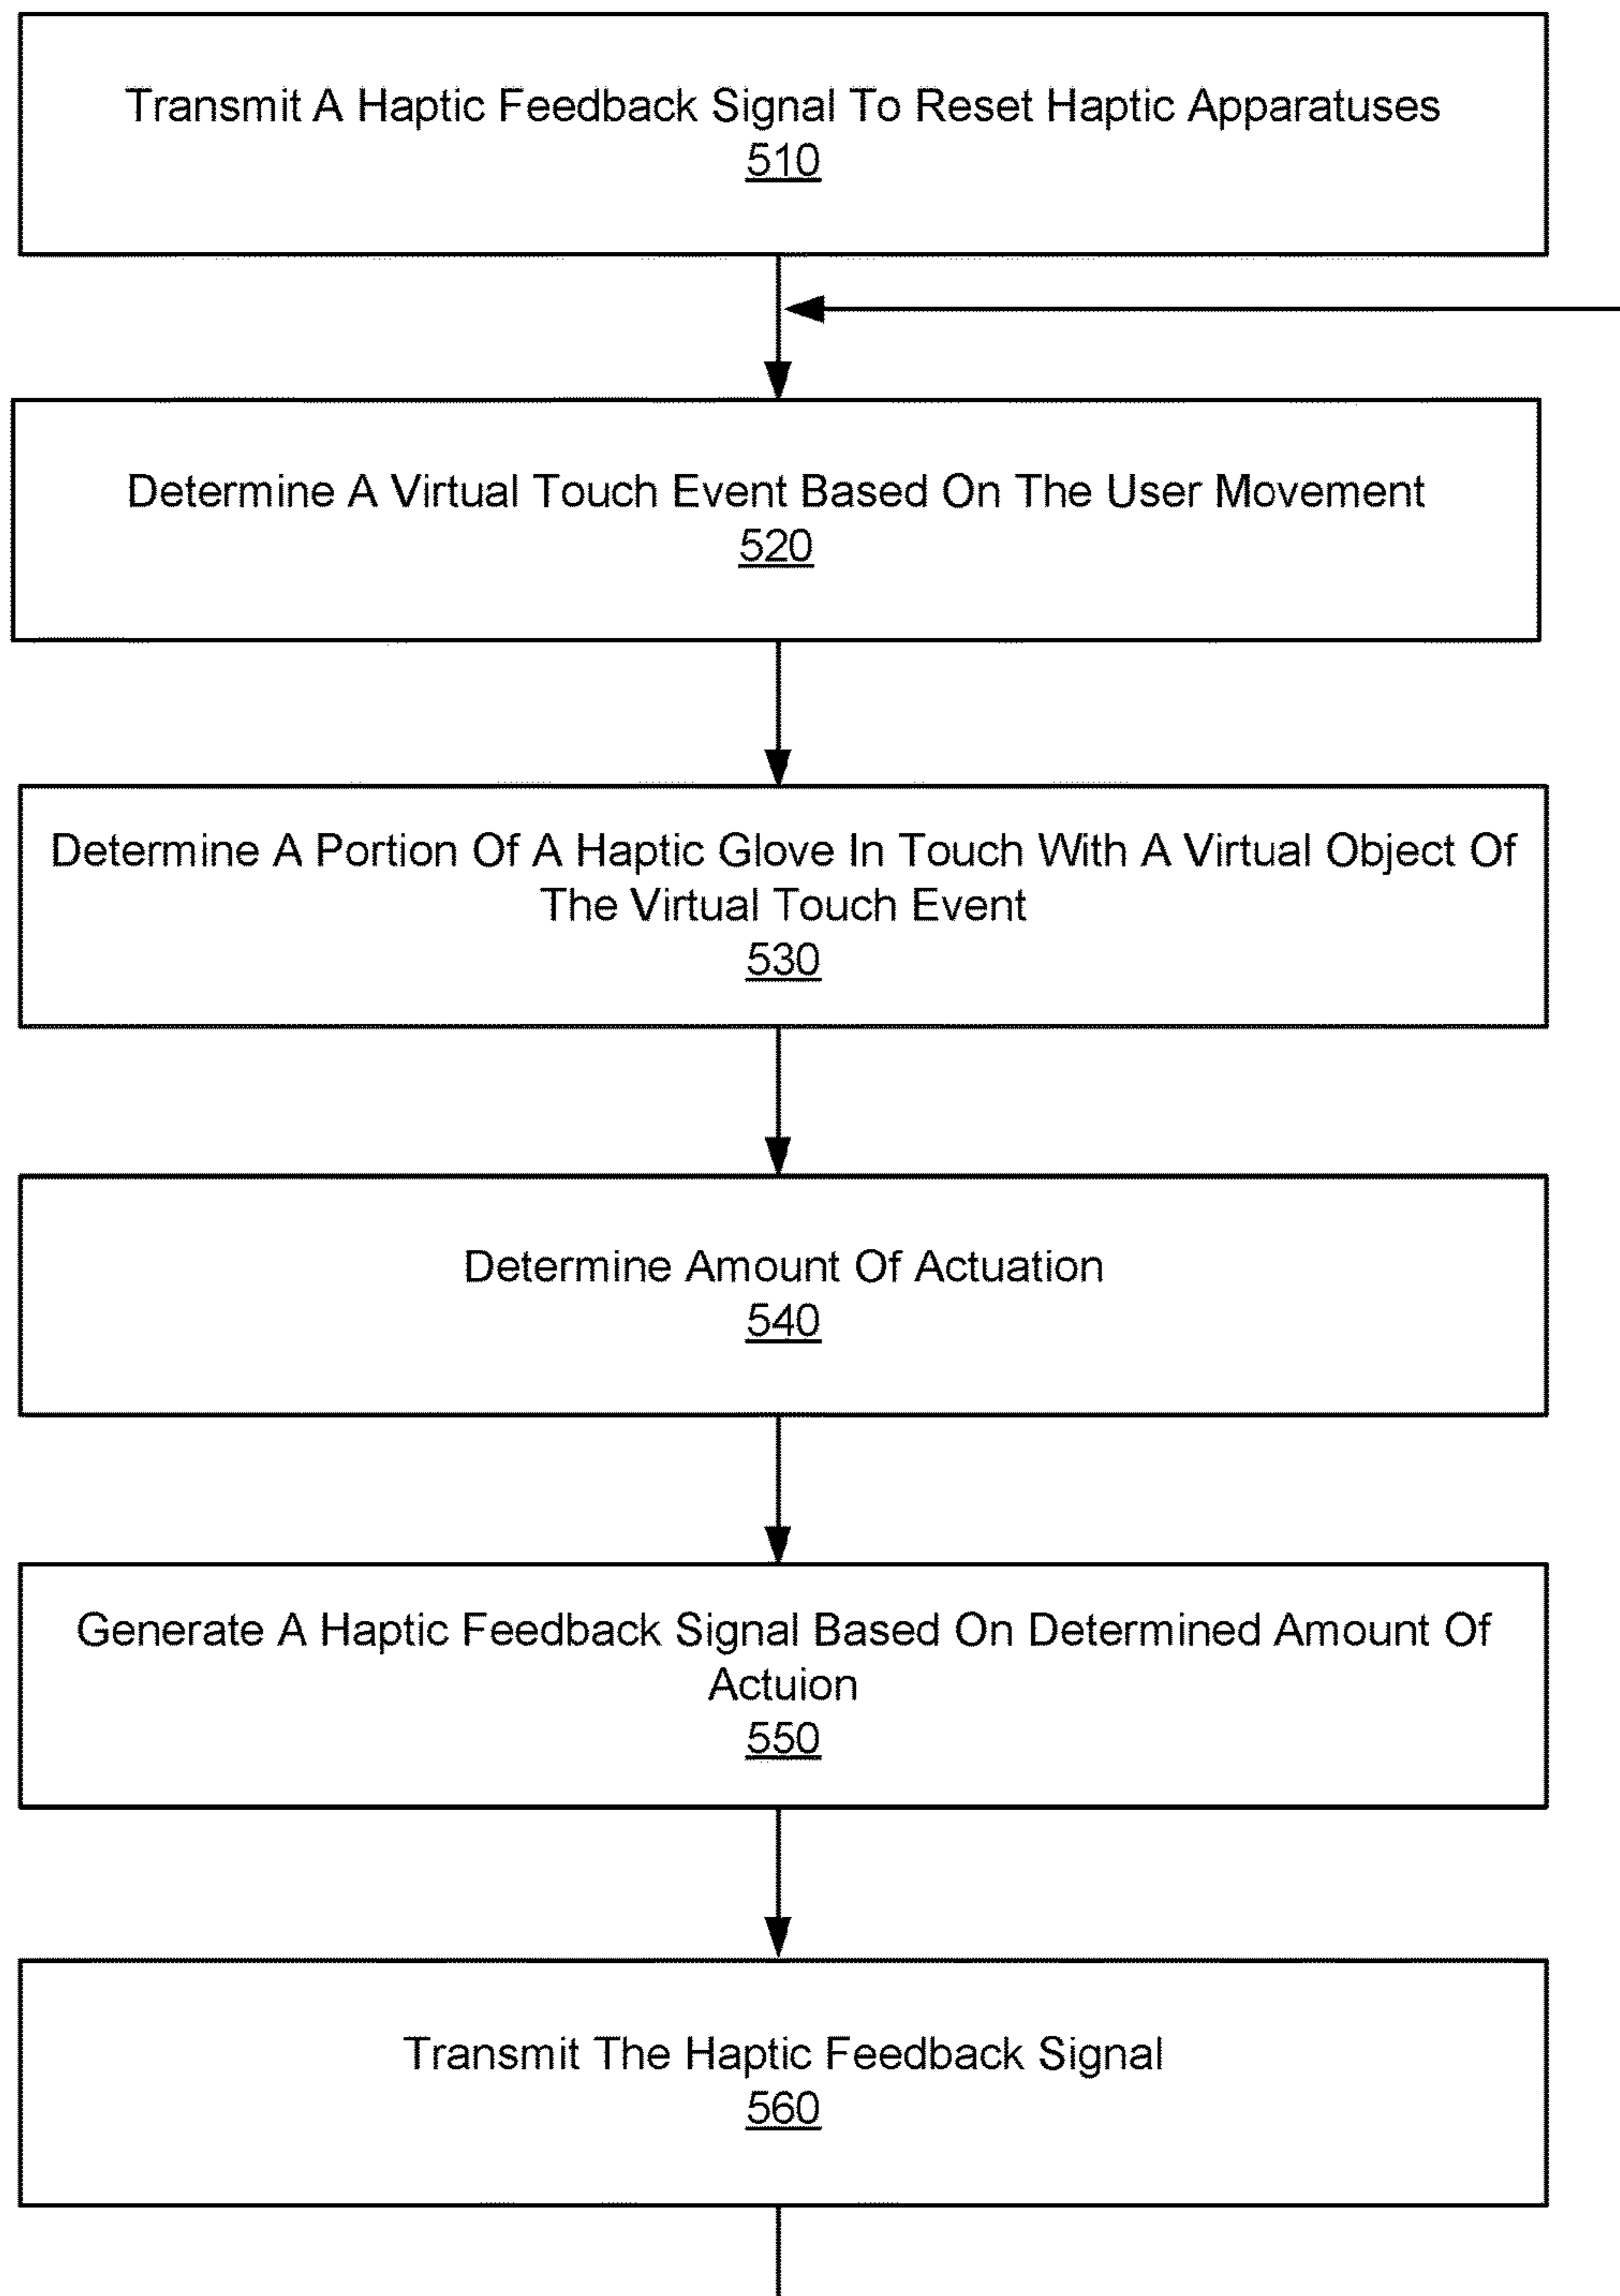 Transmit A Haptic Feedback Signal To Reset Haptic Apparatuses
510
Determine A Virtual Touch Event Based On The User Movement
520
Determine A Portion Of A Haptic Glove In Touch With A Virtual Object Of
The Virtual Touch Event
530
Determine Amount Of Actuation
540
Generate A Haptic Feedback Signal Based On Determined Amount Of
Actuion
550
Transmit The Haptic Feedback Signal
560